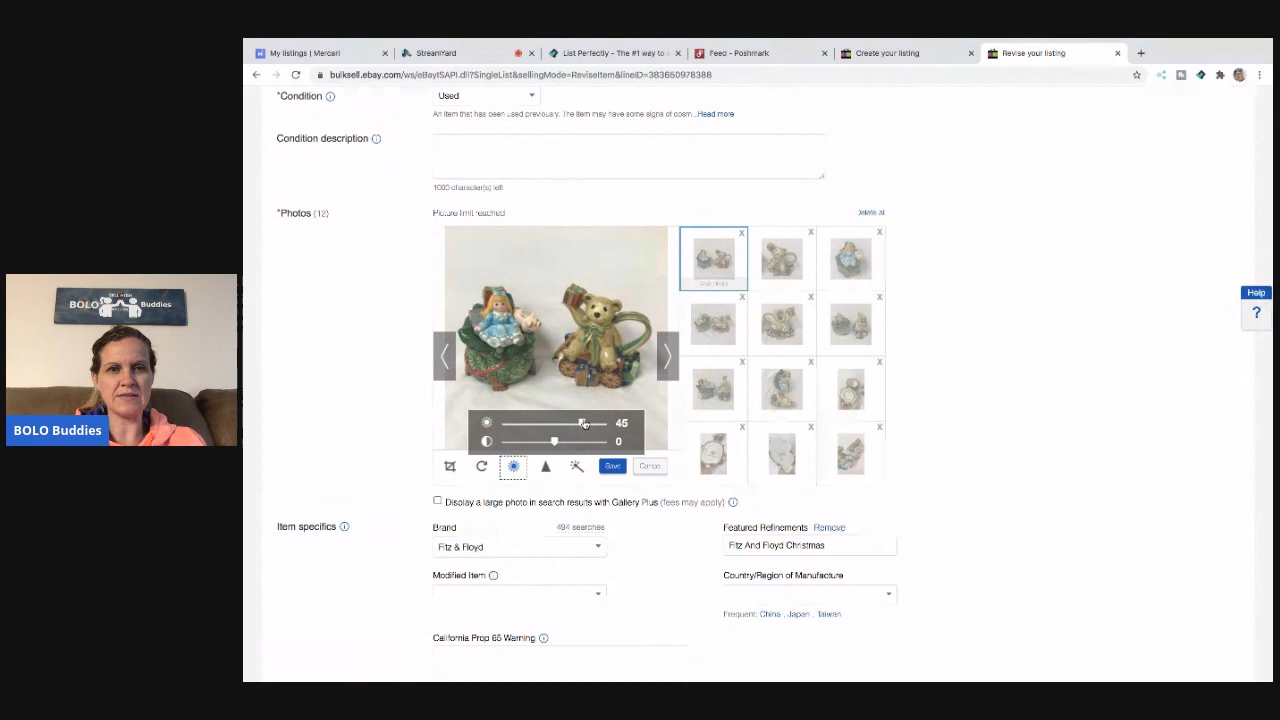 My listings | Mercari
StreamYard
List Perfectly - The #1 way to
Feed - Poshmark
Create your listing
Revise your listing
bulksell.ebay.com/ws/eBayISAPI.dll?SingleList&sellingMode=ReviseItem&lineID=383650978388
*Condition
Used
An item that has been used previously. The item may have some signs of cosm...Read more
Condition description
1000 character(s) left
*Photos (12)
Picture limit reached
Delete all
X X X
X X X
X X X
X X X
45
0
Save
Cancel
Display a large photo in search results with Gallery Plus (fees may apply)
Item specifics
Brand
494 searches
Fitz & Floyd
Featured Refinements Remove
Fitz And Floyd Christmas
Modified Item
Country/Region of Manufacture
Frequent: China , Japan , Taiwan
California Prop 65 Warning
Help
?
BOLO Buddies
BOLO Buddies